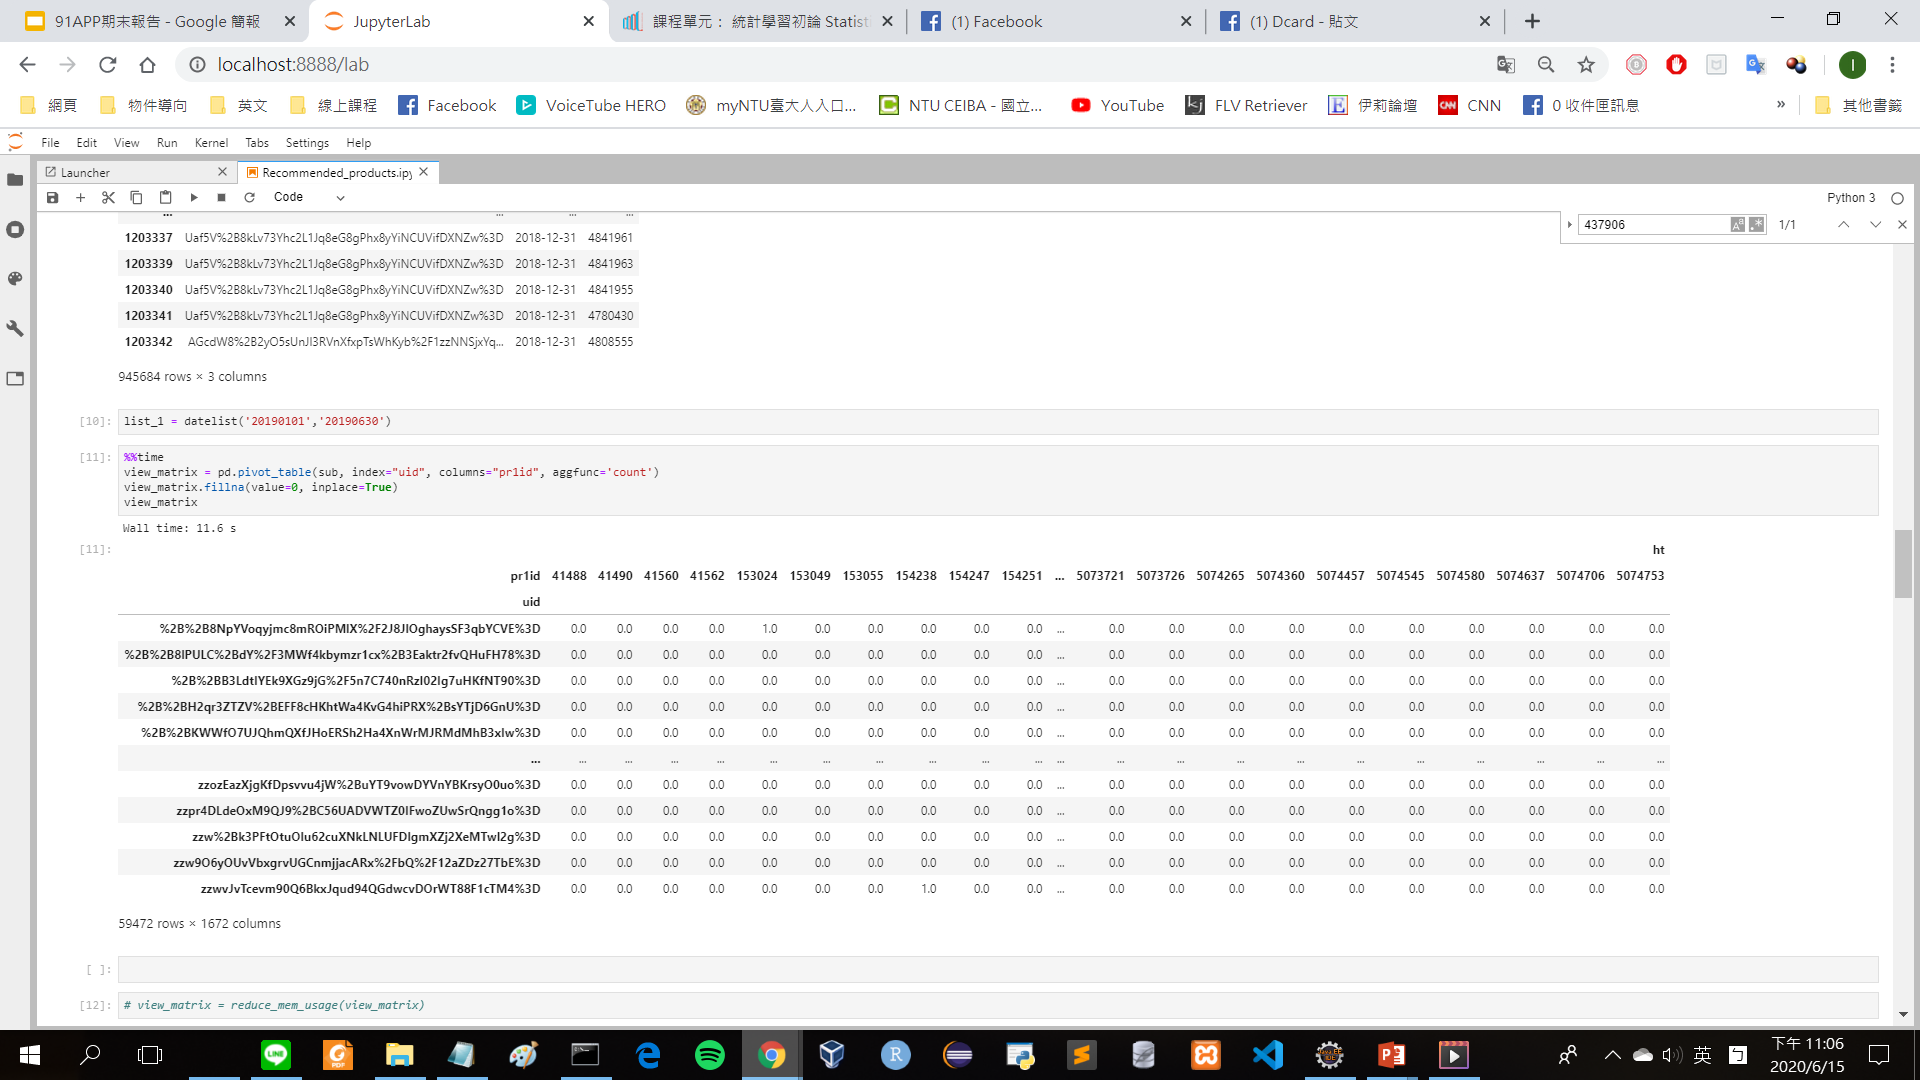 91APP期末報告 - Google 簡報
JupyterLab
課程單元： 統計學習初論 Statist
(1) Facebook
(1) Dcard - 貼文
localhost:8888/lab
網頁
物件導向
英文
線上課程
Facebook
VoiceTube HERO
myNTU臺大人入口...
NTU CEIBA - 國立...
YouTube
FLV Retriever
伊莉論壇
CNN
0 收件匣訊息
»
其他書籤
File Edit View Run Kernel Tabs Settings Help
Launcher
Recommended_products.ipy
Code
Python 3
437906
1/1
... ... ... ...
1203337 Uaf5V%2B8kLv73Yhc2L1Jq8eG8gPhx8yYiNCUVifDXNZw%3D 2018-12-31 4841961
1203339 Uaf5V%2B8kLv73Yhc2L1Jq8eG8gPhx8yYiNCUVifDXNZw%3D 2018-12-31 4841963
1203340 Uaf5V%2B8kLv73Yhc2L1Jq8eG8gPhx8yYiNCUVifDXNZw%3D 2018-12-31 4841955
1203341 Uaf5V%2B8kLv73Yhc2L1Jq8eG8gPhx8yYiNCUVifDXNZw%3D 2018-12-31 4780430
1203342 AGcdW8%2B2yO5sUnJI3RVnXfxpTsWhKyb%2F1zzNNSjxYq... 2018-12-31 4808555
945684 rows × 3 columns
[10]: list_1 = datelist('20190101','20190630')
[11]: %%time
view_matrix = pd.pivot_table(sub, index="uid", columns="pr1id", aggfunc='count')
view_matrix.fillna(value=0, inplace=True)
view_matrix
Wall time: 11.6 s
[11]: ht
pr1id 41488 41490 41560 41562 153024 153049 153055 154238 154247 154251 ... 5073721 5073726 5074265 5074360 5074457 5074545 5074580 5074637 5074706 5074753
uid
%2B%2B8NpYVoqyjmc8mROiPMlX%2F2J8JIOghaysSF3qbYCVE%3D 0.0 0.0 0.0 0.0 1.0 0.0 0.0 0.0 0.0 0.0 ... 0.0 0.0 0.0 0.0 0.0 0.0 0.0 0.0 0.0 0.0
%2B%2B8IPULC%2BdY%2F3MWf4kbymzr1cx%2B3Eaktr2fvQHuFH78%3D 0.0 0.0 0.0 0.0 0.0 0.0 0.0 0.0 0.0 0.0 ... 0.0 0.0 0.0 0.0 0.0 0.0 0.0 0.0 0.0 0.0
%2B%2BB3LdtIYEk9XGz9jG%2F5n7C740nRzI02Ig7uHKfNT90%3D 0.0 0.0 0.0 0.0 0.0 0.0 0.0 0.0 0.0 0.0 ... 0.0 0.0 0.0 0.0 0.0 0.0 0.0 0.0 0.0 0.0
%2B%2BH2qr3ZTZV%2BEFF8cHKhtWa4KvG4hiPRX%2BsYTjD6GnU%3D 0.0 0.0 0.0 0.0 0.0 0.0 0.0 0.0 0.0 0.0 ... 0.0 0.0 0.0 0.0 0.0 0.0 0.0 0.0 0.0 0.0
%2B%2BKWWfO7UJQhmQXfJHoERSh2Ha4XnWrMJRMdMhB3xIw%3D 0.0 0.0 0.0 0.0 0.0 0.0 0.0 0.0 0.0 0.0 ... 0.0 0.0 0.0 0.0 0.0 0.0 0.0 0.0 0.0 0.0
... ... ... ... ... ... ... ... ... ... ... ... ... ... ... ... ... ... ... ... ... ...
zzozEazXjgKfDpsvvu4jW%2BuYT9vowDYVnYBKrsyO0uo%3D 0.0 0.0 0.0 0.0 0.0 0.0 0.0 0.0 0.0 0.0 ... 0.0 0.0 0.0 0.0 0.0 0.0 0.0 0.0 0.0 0.0
zzpr4DLdeOxM9QJ9%2BC56UADVWTZ0lFwoZUwSrQngg1o%3D 0.0 0.0 0.0 0.0 0.0 0.0 0.0 0.0 0.0 0.0 ... 0.0 0.0 0.0 0.0 0.0 0.0 0.0 0.0 0.0 0.0
zzw%2Bk3PFtOtuOlu62cuXNkLNLUFDIgmXZj2XeMTwI2g%3D 0.0 0.0 0.0 0.0 0.0 0.0 0.0 0.0 0.0 0.0 ... 0.0 0.0 0.0 0.0 0.0 0.0 0.0 0.0 0.0 0.0
zzw9O6yOUvVbxgrvUGCnmjjacARx%2FbQ%2F12aZDz27TbE%3D 0.0 0.0 0.0 0.0 0.0 0.0 0.0 0.0 0.0 0.0 ... 0.0 0.0 0.0 0.0 0.0 0.0 0.0 0.0 0.0 0.0
zzwvJvTcevm90Q6BkxJqud94QGdwcvDOrWT88F1cTM4%3D 0.0 0.0 0.0 0.0 0.0 0.0 0.0 1.0 0.0 0.0 ... 0.0 0.0 0.0 0.0 0.0 0.0 0.0 0.0 0.0 0.0
59472 rows × 1672 columns
[ ]:
[12]: # view_matrix = reduce_mem_usage(view_matrix)
英
下午 11:06
2020/6/15